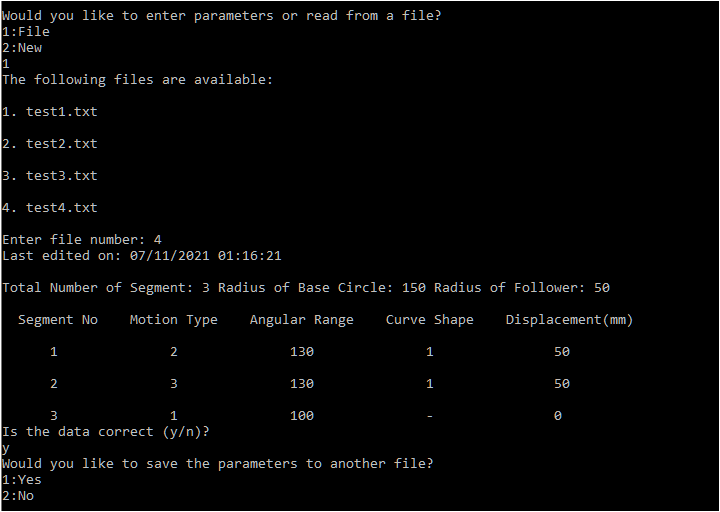 Would you like to enter parameters or read from a file?
1:File
2:New
1
The following files are available:
1. test1.txt
2. test2.txt
3. test3.txt
4. test4.txt
Enter file number: 4
Last edited on: 07/11/2021 01:16:21
Total Number of Segment: 3 Radius of Base Circle: 150 Radius of Follower: 50
Segment No    Motion Type    Angular Range    Curve Shape    Displacement(mm)
1    2    130    1    50
2    3    130    1    50
3    1    100    -    0
Is the data correct (y/n)?
y
Would you like to save the parameters to another file?
1:Yes
2:No